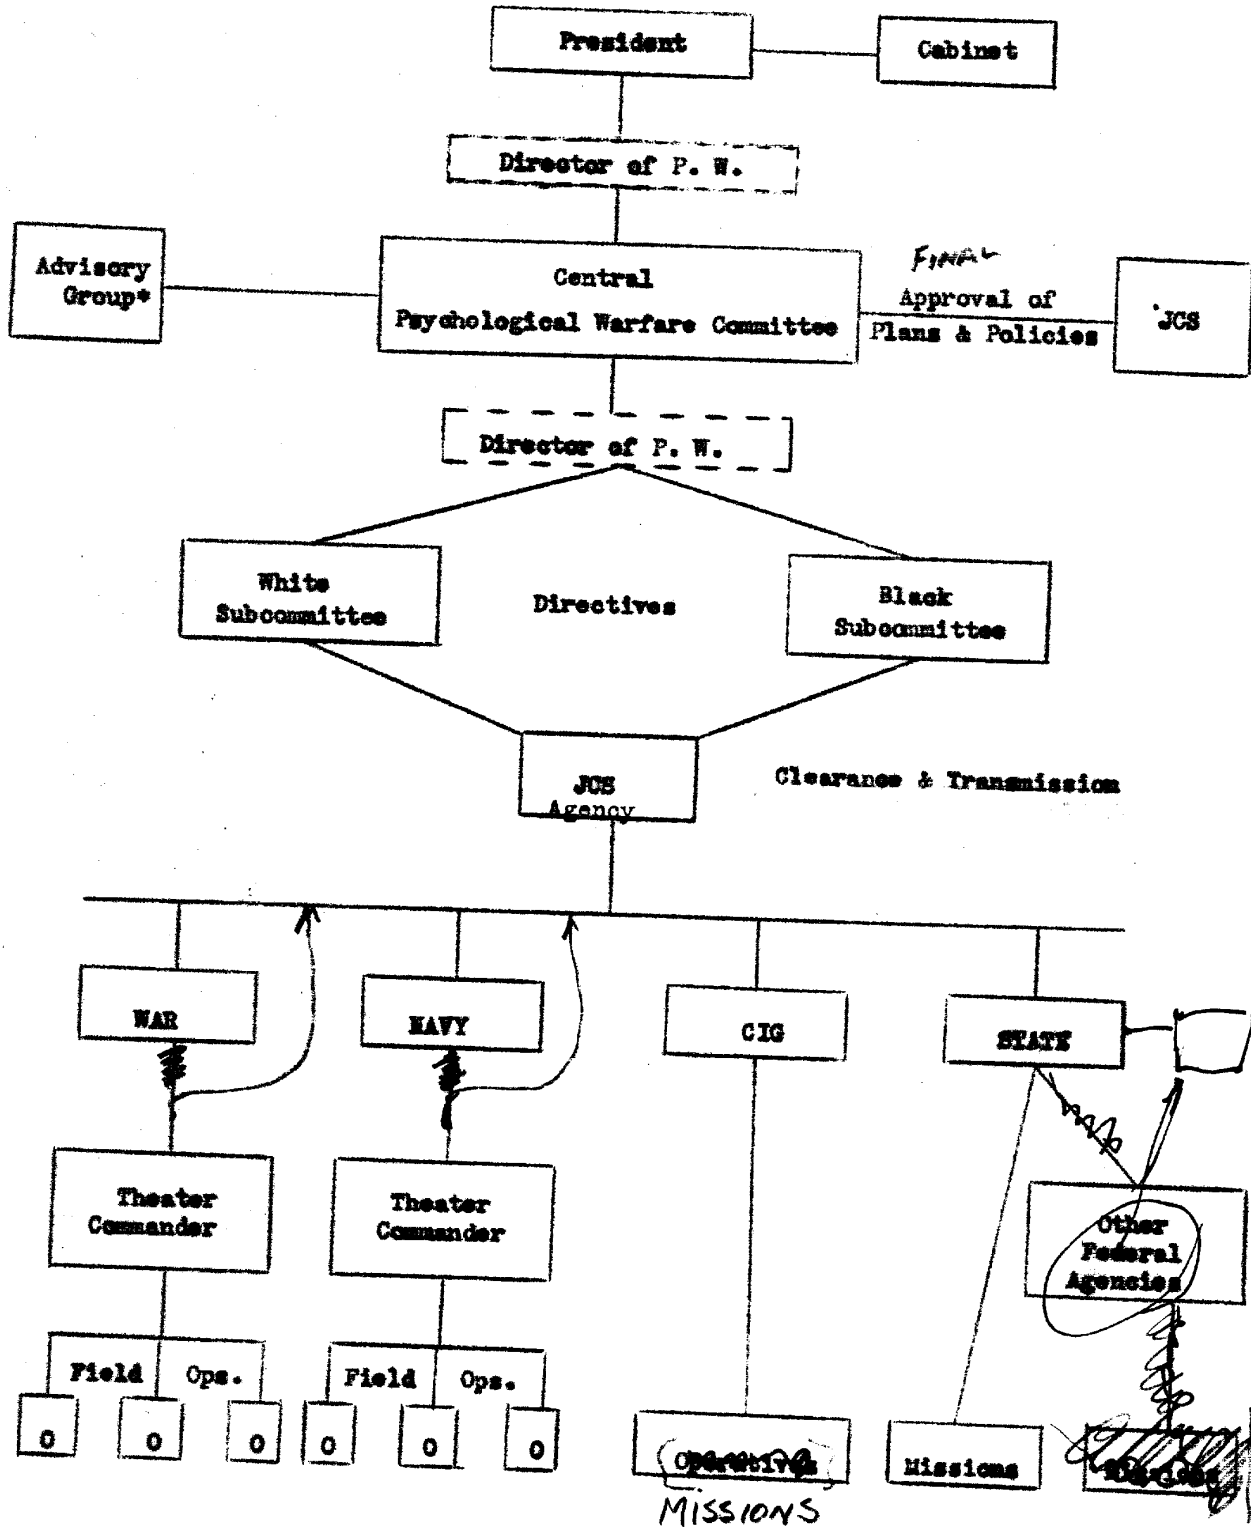 President
Cabinet
Director of P. W.
Advisory
Group*
Central
Psychological Warfare Committee
FINAL
Approval of
Plans & Policies
JCS
Director of P. W.
White
Subcommittee
Directives
Black
Subcommittee
JCS
Agency
Clearance & Transmission
WAR
NAVY
CIG
STATE
Theater
Commander
Theater
Commander
Other
Federal
Agencies
Field Ops.
Field Ops.
O O O O O O
Operatives
Missions
Missions
MISSIONS